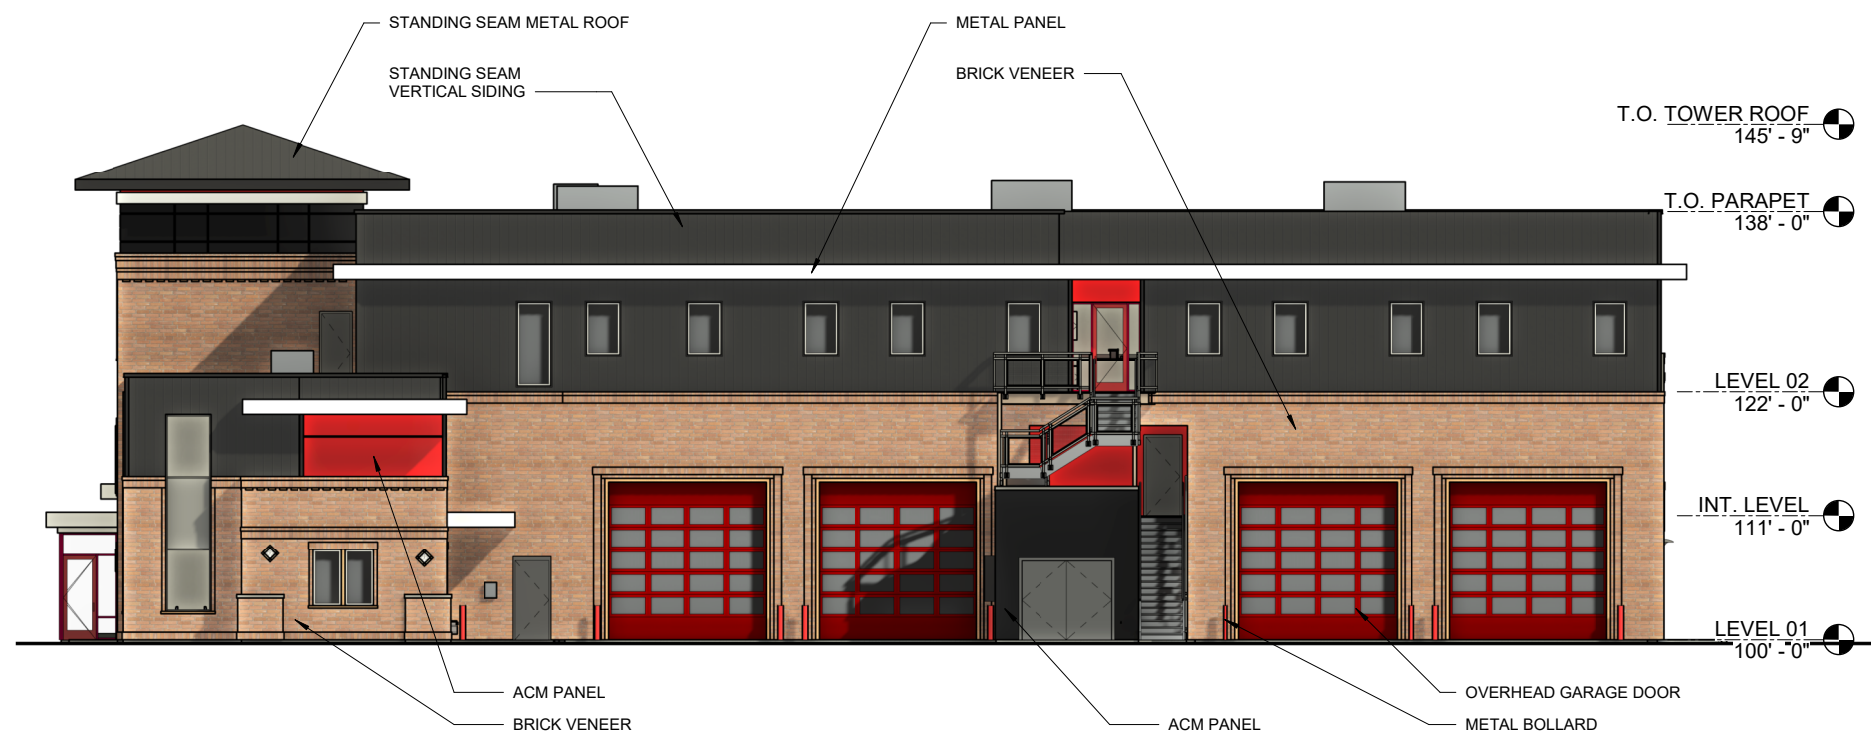 STANDING SEAM METAL ROOF
METAL PANEL
STANDING SEAM
VERTICAL SIDING
BRICK VENEER
T.O. TOWER ROOF
145' - 9"
T.O. PARAPET
138' - 0"
LEVEL 02
122' - 0"
INT. LEVEL
111' - 0"
LEVEL 01
100' - 0"
ACM PANEL
BRICK VENEER
ACM PANEL
OVERHEAD GARAGE DOOR
METAL BOLLARD